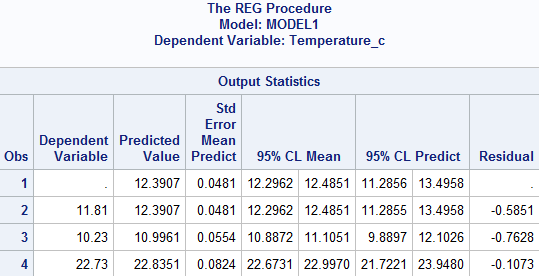 The REG Procedure
Model: MODEL1
Dependent Variable: Temperature_c
Output Statistics
Obs Dependent Variable Predicted Value Std Error Mean Predict 95% CL Mean 95% CL Predict Residual
1 . 12.3907 0.0481 12.2962 12.4851 11.2856 13.4958 .
2 11.81 12.3907 0.0481 12.2962 12.4851 11.2855 13.4958 -0.5851
3 10.23 10.9961 0.0554 10.8872 11.1051 9.8897 12.1026 -0.7628
4 22.73 22.8351 0.0824 22.6731 22.9970 21.7221 23.9480 -0.1073